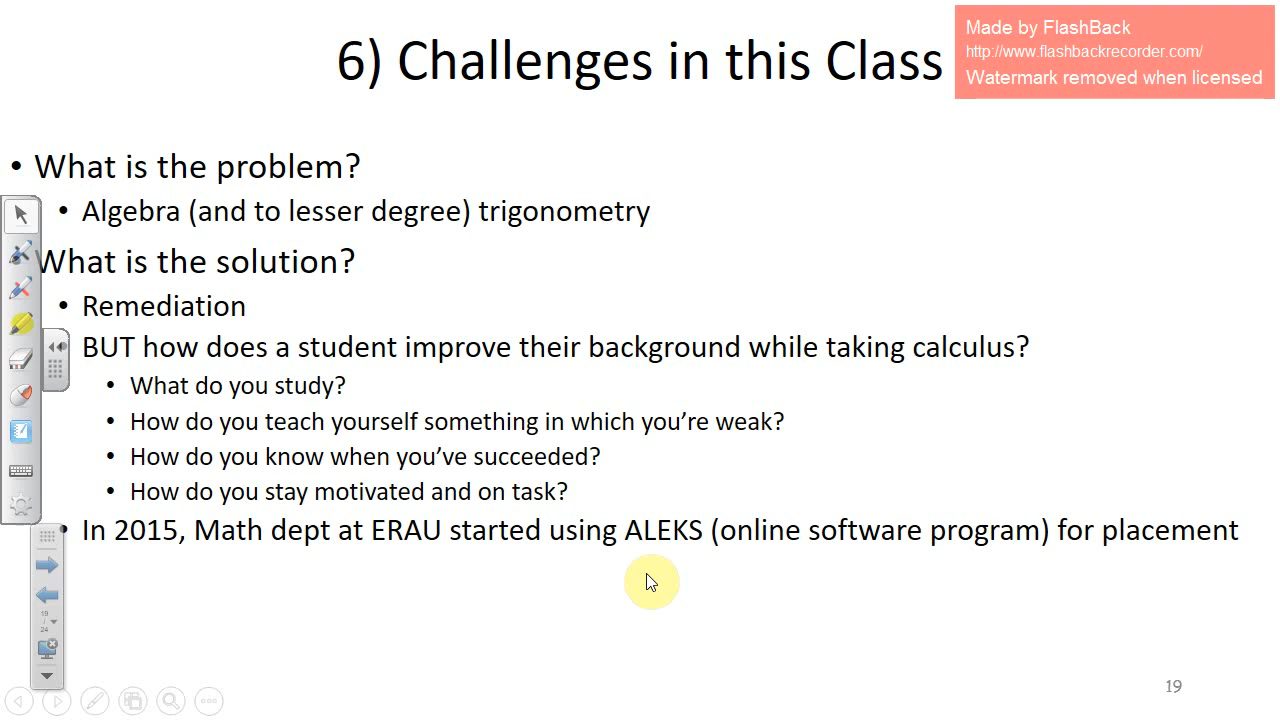 6) Challenges in this Class
Made by FlashBack
http://www.flashbackrecorder.com/
Watermark removed when licensed
• What is the problem?
• Algebra (and to lesser degree) trigonometry
What is the solution?
• Remediation
BUT how does a student improve their background while taking calculus?
• What do you study?
• How do you teach yourself something in which you’re weak?
• How do you know when you’ve succeeded?
• How do you stay motivated and on task?
• In 2015, Math dept at ERAU started using ALEKS (online software program) for placement
19
/
24
19